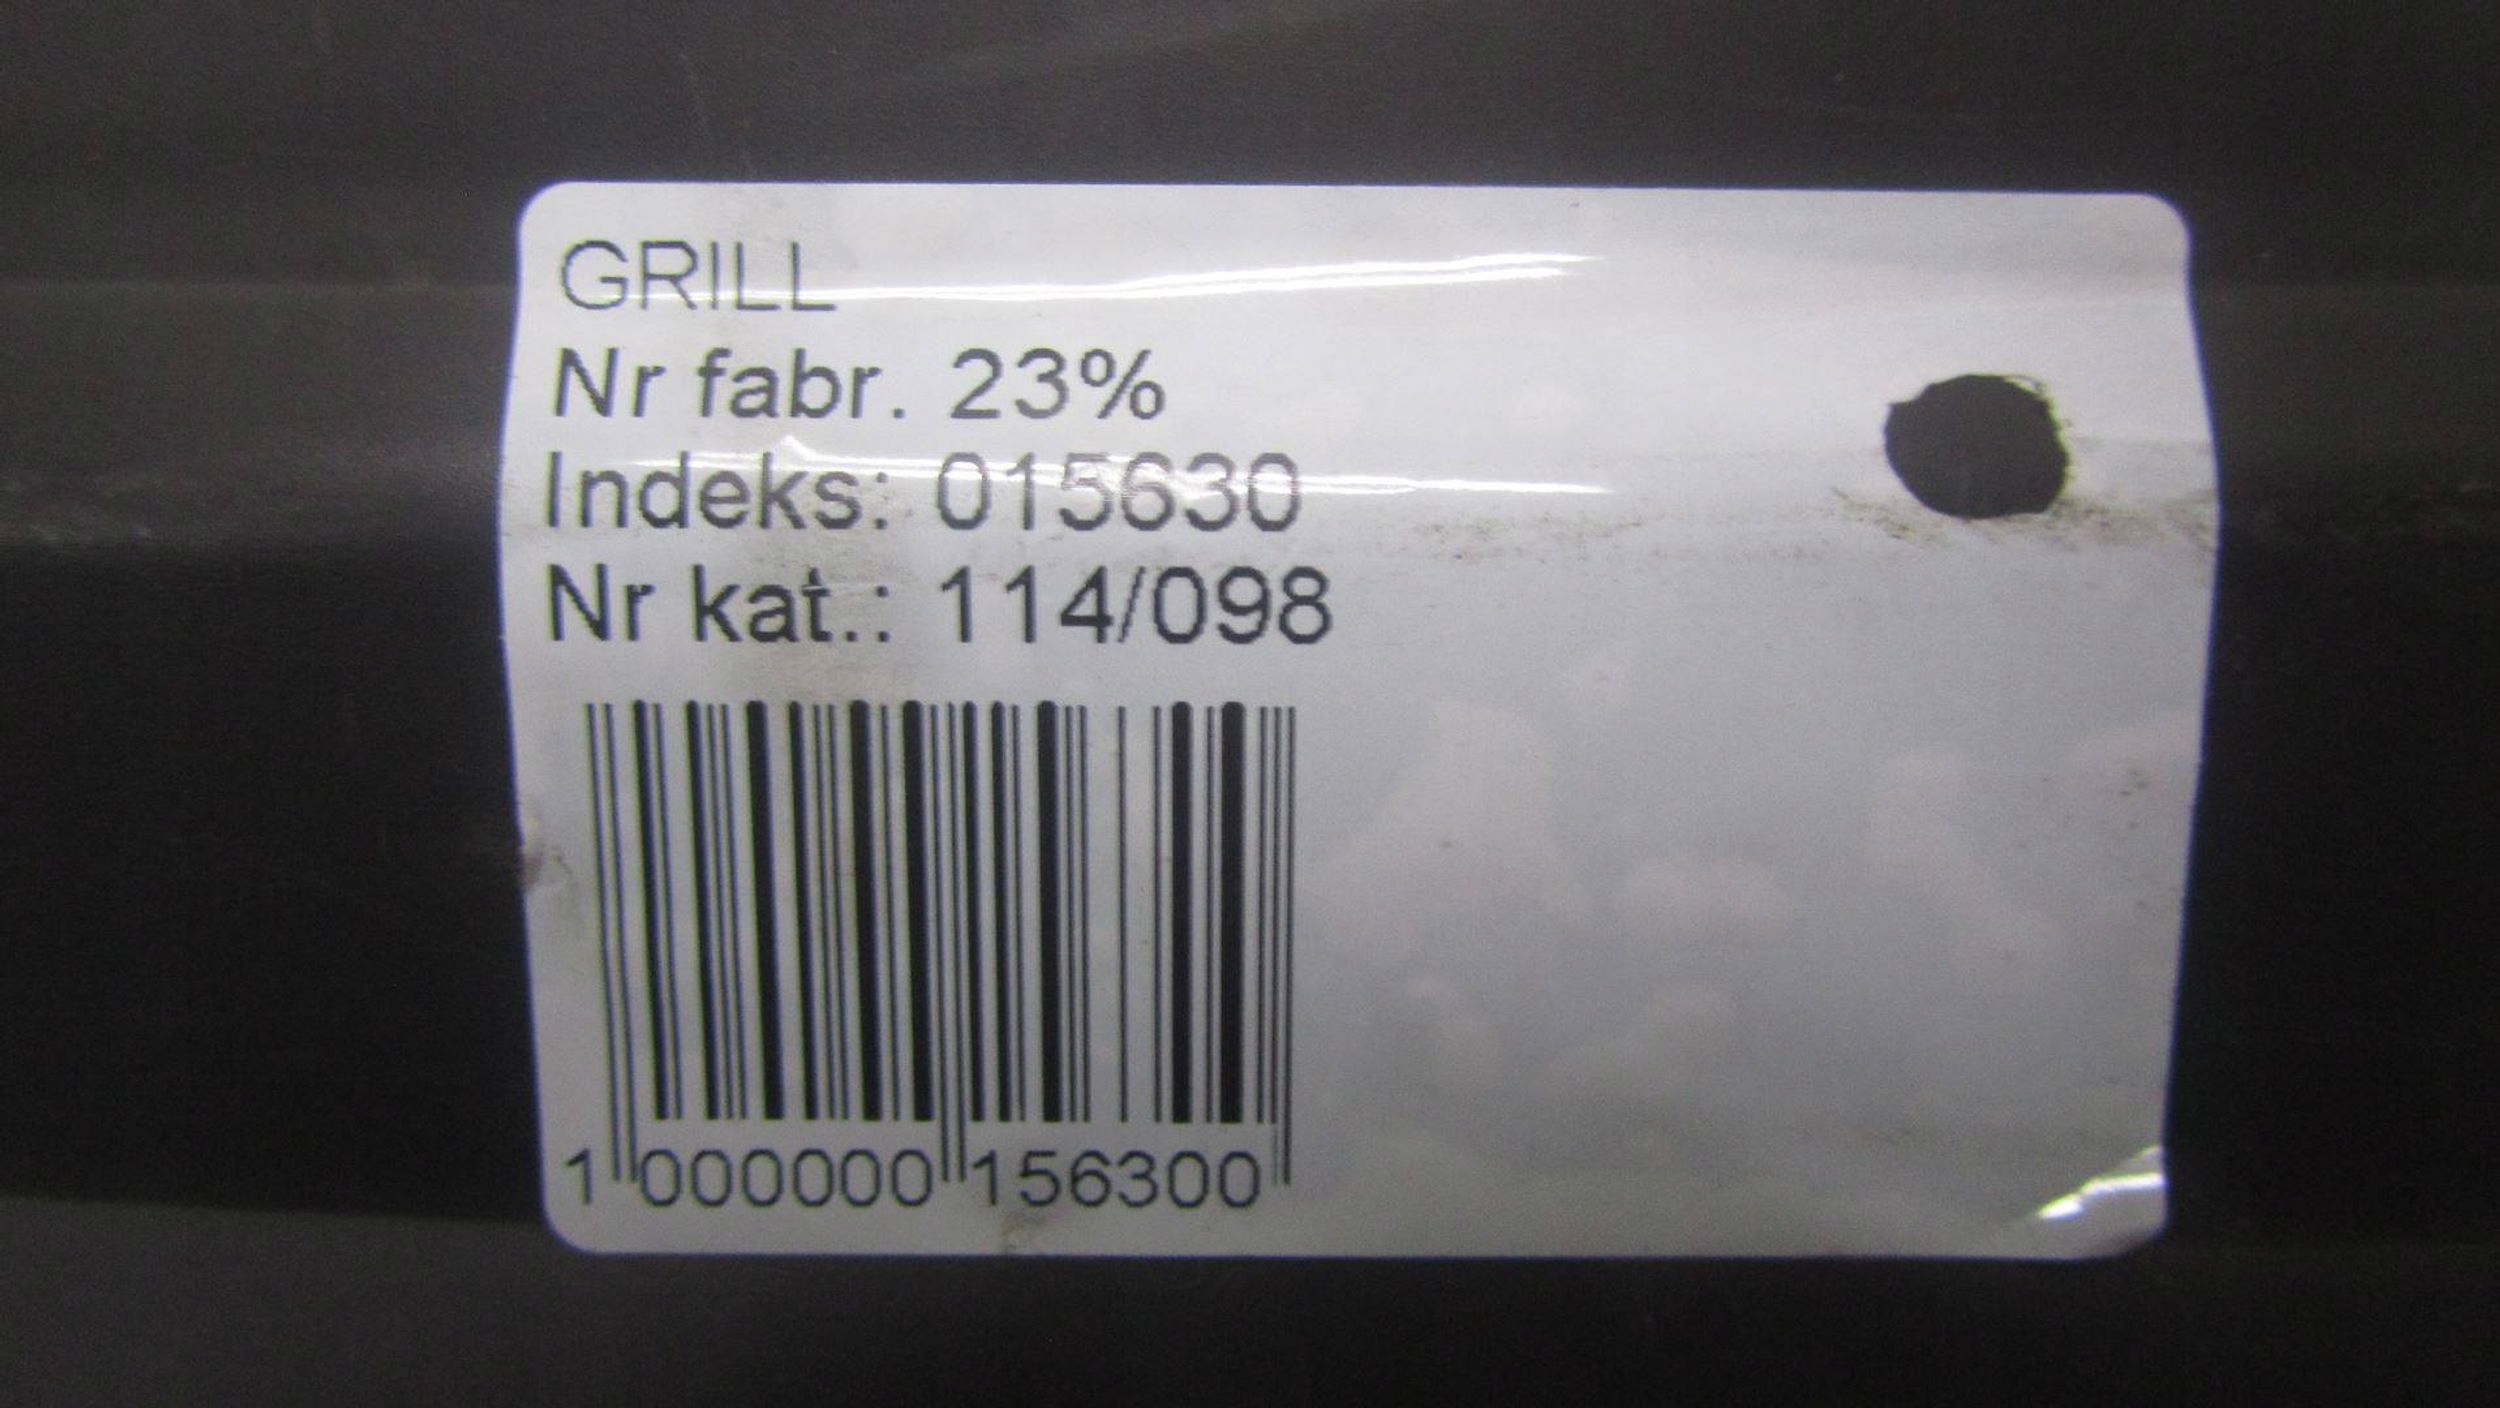 GRILL
Nr fabr. 23%
Indeks: 015630
Nr kat.: 114/098
1 000000 156300